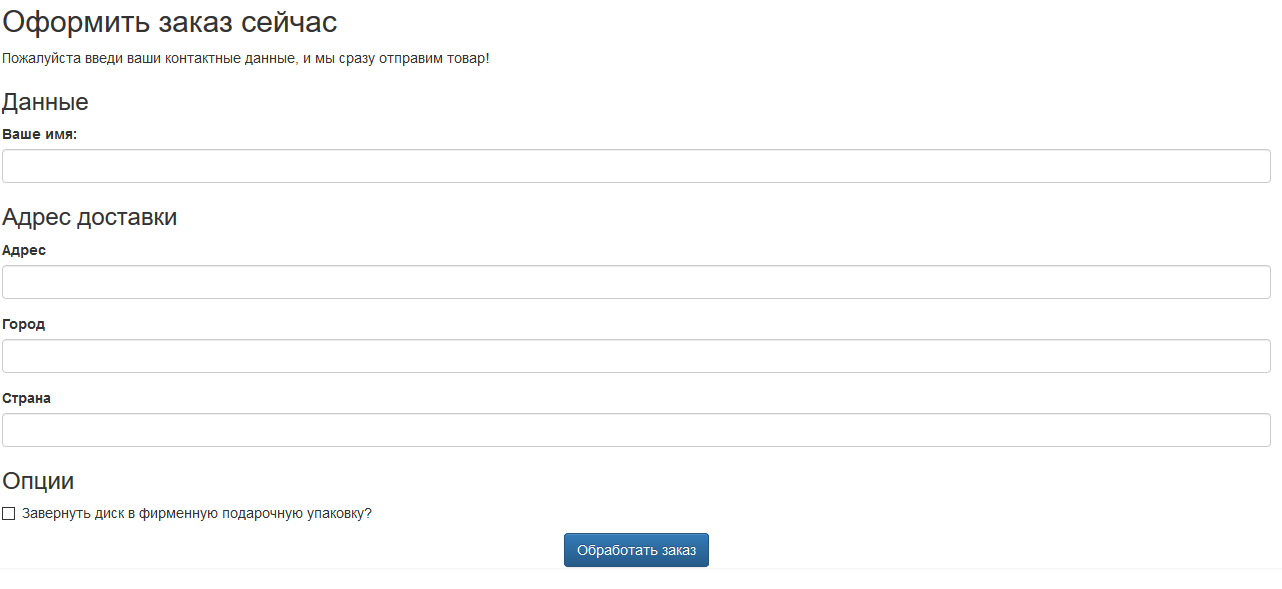 Оформить заказ сейчас
Пожалуйста введи ваши контактные данные, и мы сразу отправим товар!
Данные
Ваше имя:
Адрес доставки
Адрес
Город
Страна
Опции
Завернуть диск в фирменную подарочную упаковку?
Обработать заказ